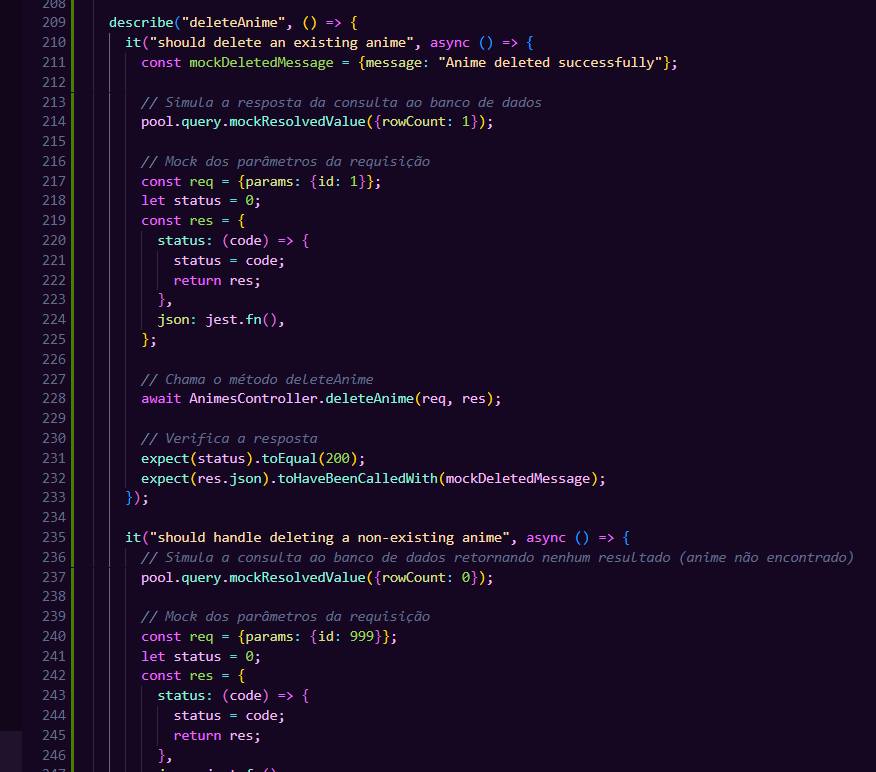 208
209 describe("deleteAnime", () => {
210 it("should delete an existing anime", async () => {
211 const mockDeletedMessage = {message: "Anime deleted successfully"};
212
213 // Simula a resposta da consulta ao banco de dados
214 pool.query.mockResolvedValue({rowCount: 1});
215
216 // Mock dos parâmetros da requisição
217 const req = {params: {id: 1}};
218 let status = 0;
219 const res = {
220 status: (code) => {
221 status = code;
222 return res;
223 },
224 json: jest.fn(),
225 };
226
227 // Chama o método deleteAnime
228 await AnimesController.deleteAnime(req, res);
229
230 // Verifica a resposta
231 expect(status).toEqual(200);
232 expect(res.json).toHaveBeenCalledWith(mockDeletedMessage);
233 });
234
235 it("should handle deleting a non-existing anime", async () => {
236 // Simula a consulta ao banco de dados retornando nenhum resultado (anime não encontrado)
237 pool.query.mockResolvedValue({rowCount: 0});
238
239 // Mock dos parâmetros da requisição
240 const req = {params: {id: 999}};
241 let status = 0;
242 const res = {
243 status: (code) => {
244 status = code;
245 return res;
246 },